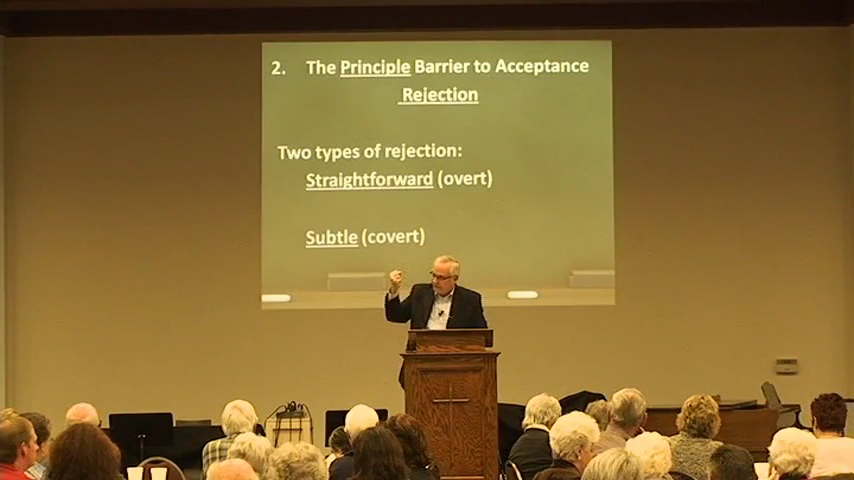 2. The Principle Barrier to Acceptance
Rejection
Two types of rejection:
Straightforward (overt)
Subtle (covert)